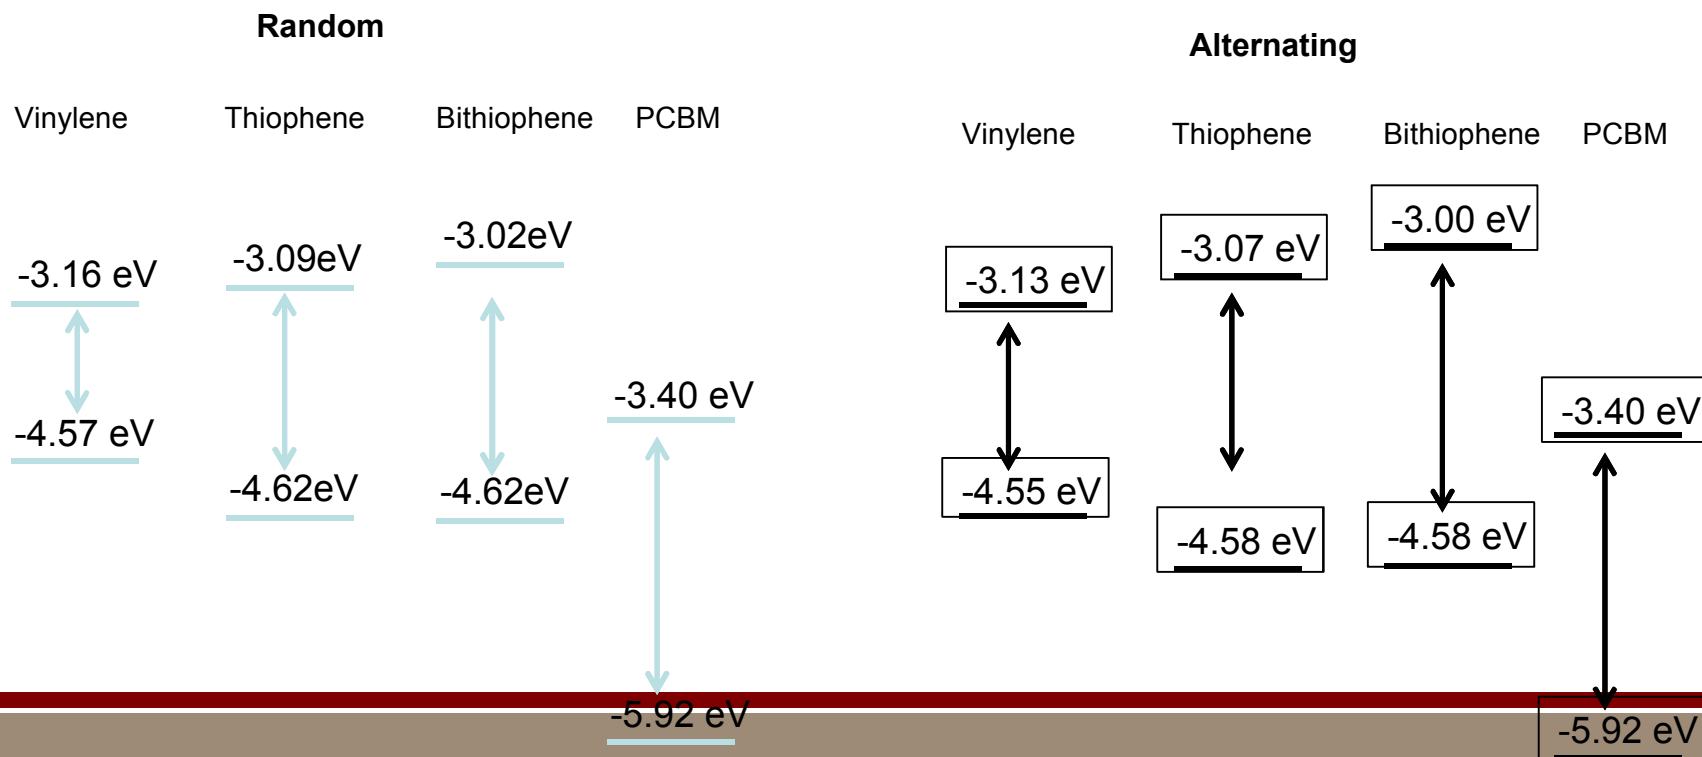 Random
Vinylene Thiophene Bithiophene PCBM
-3.16 eV -3.09eV -3.02eV -3.40 eV
-4.57 eV -4.62eV -4.62eV -5.92 eV
Alternating
Vinylene Thiophene Bithiophene PCBM
-3.13 eV -3.07 eV -3.00 eV -3.40 eV
-4.55 eV -4.58 eV -4.58 eV -5.92 eV